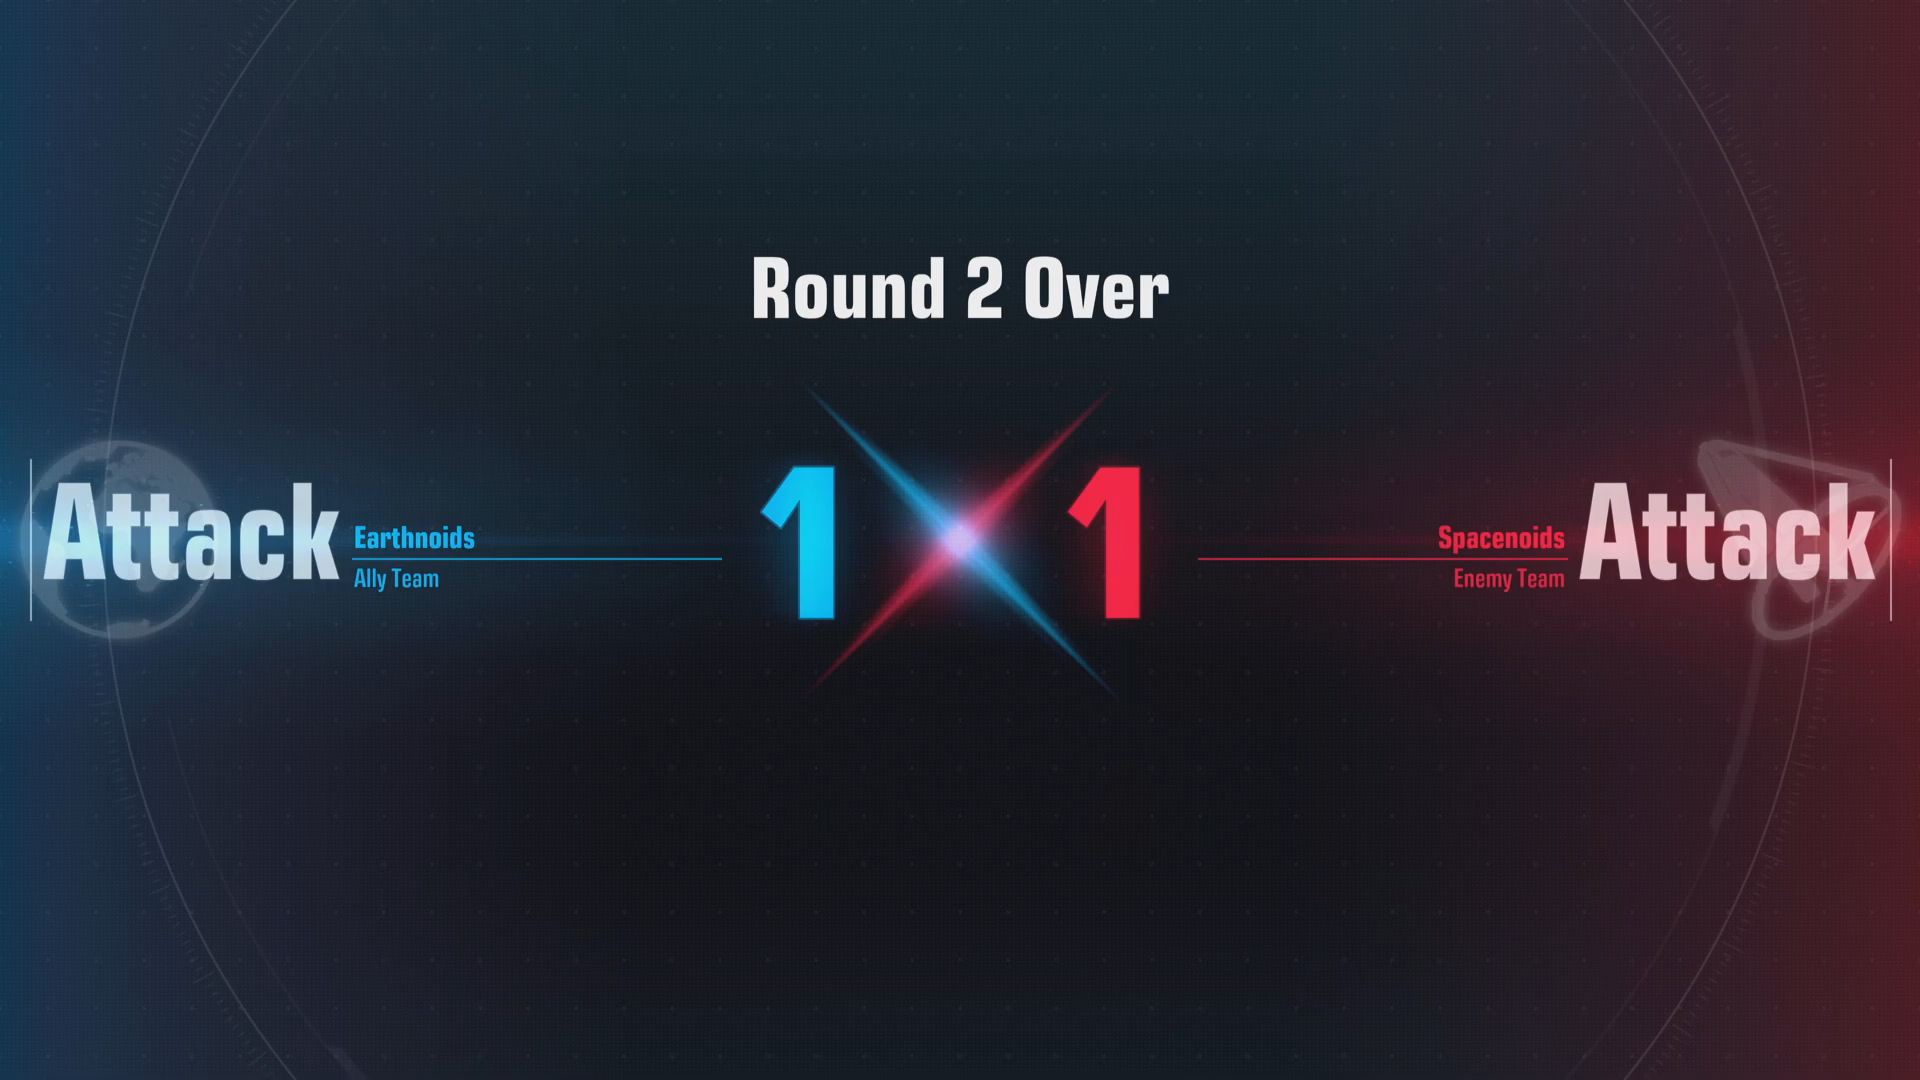 Round 2 Over
Attack
Earthnoids
Ally Team
1
1
Spacenoids
Enemy Team
Attack